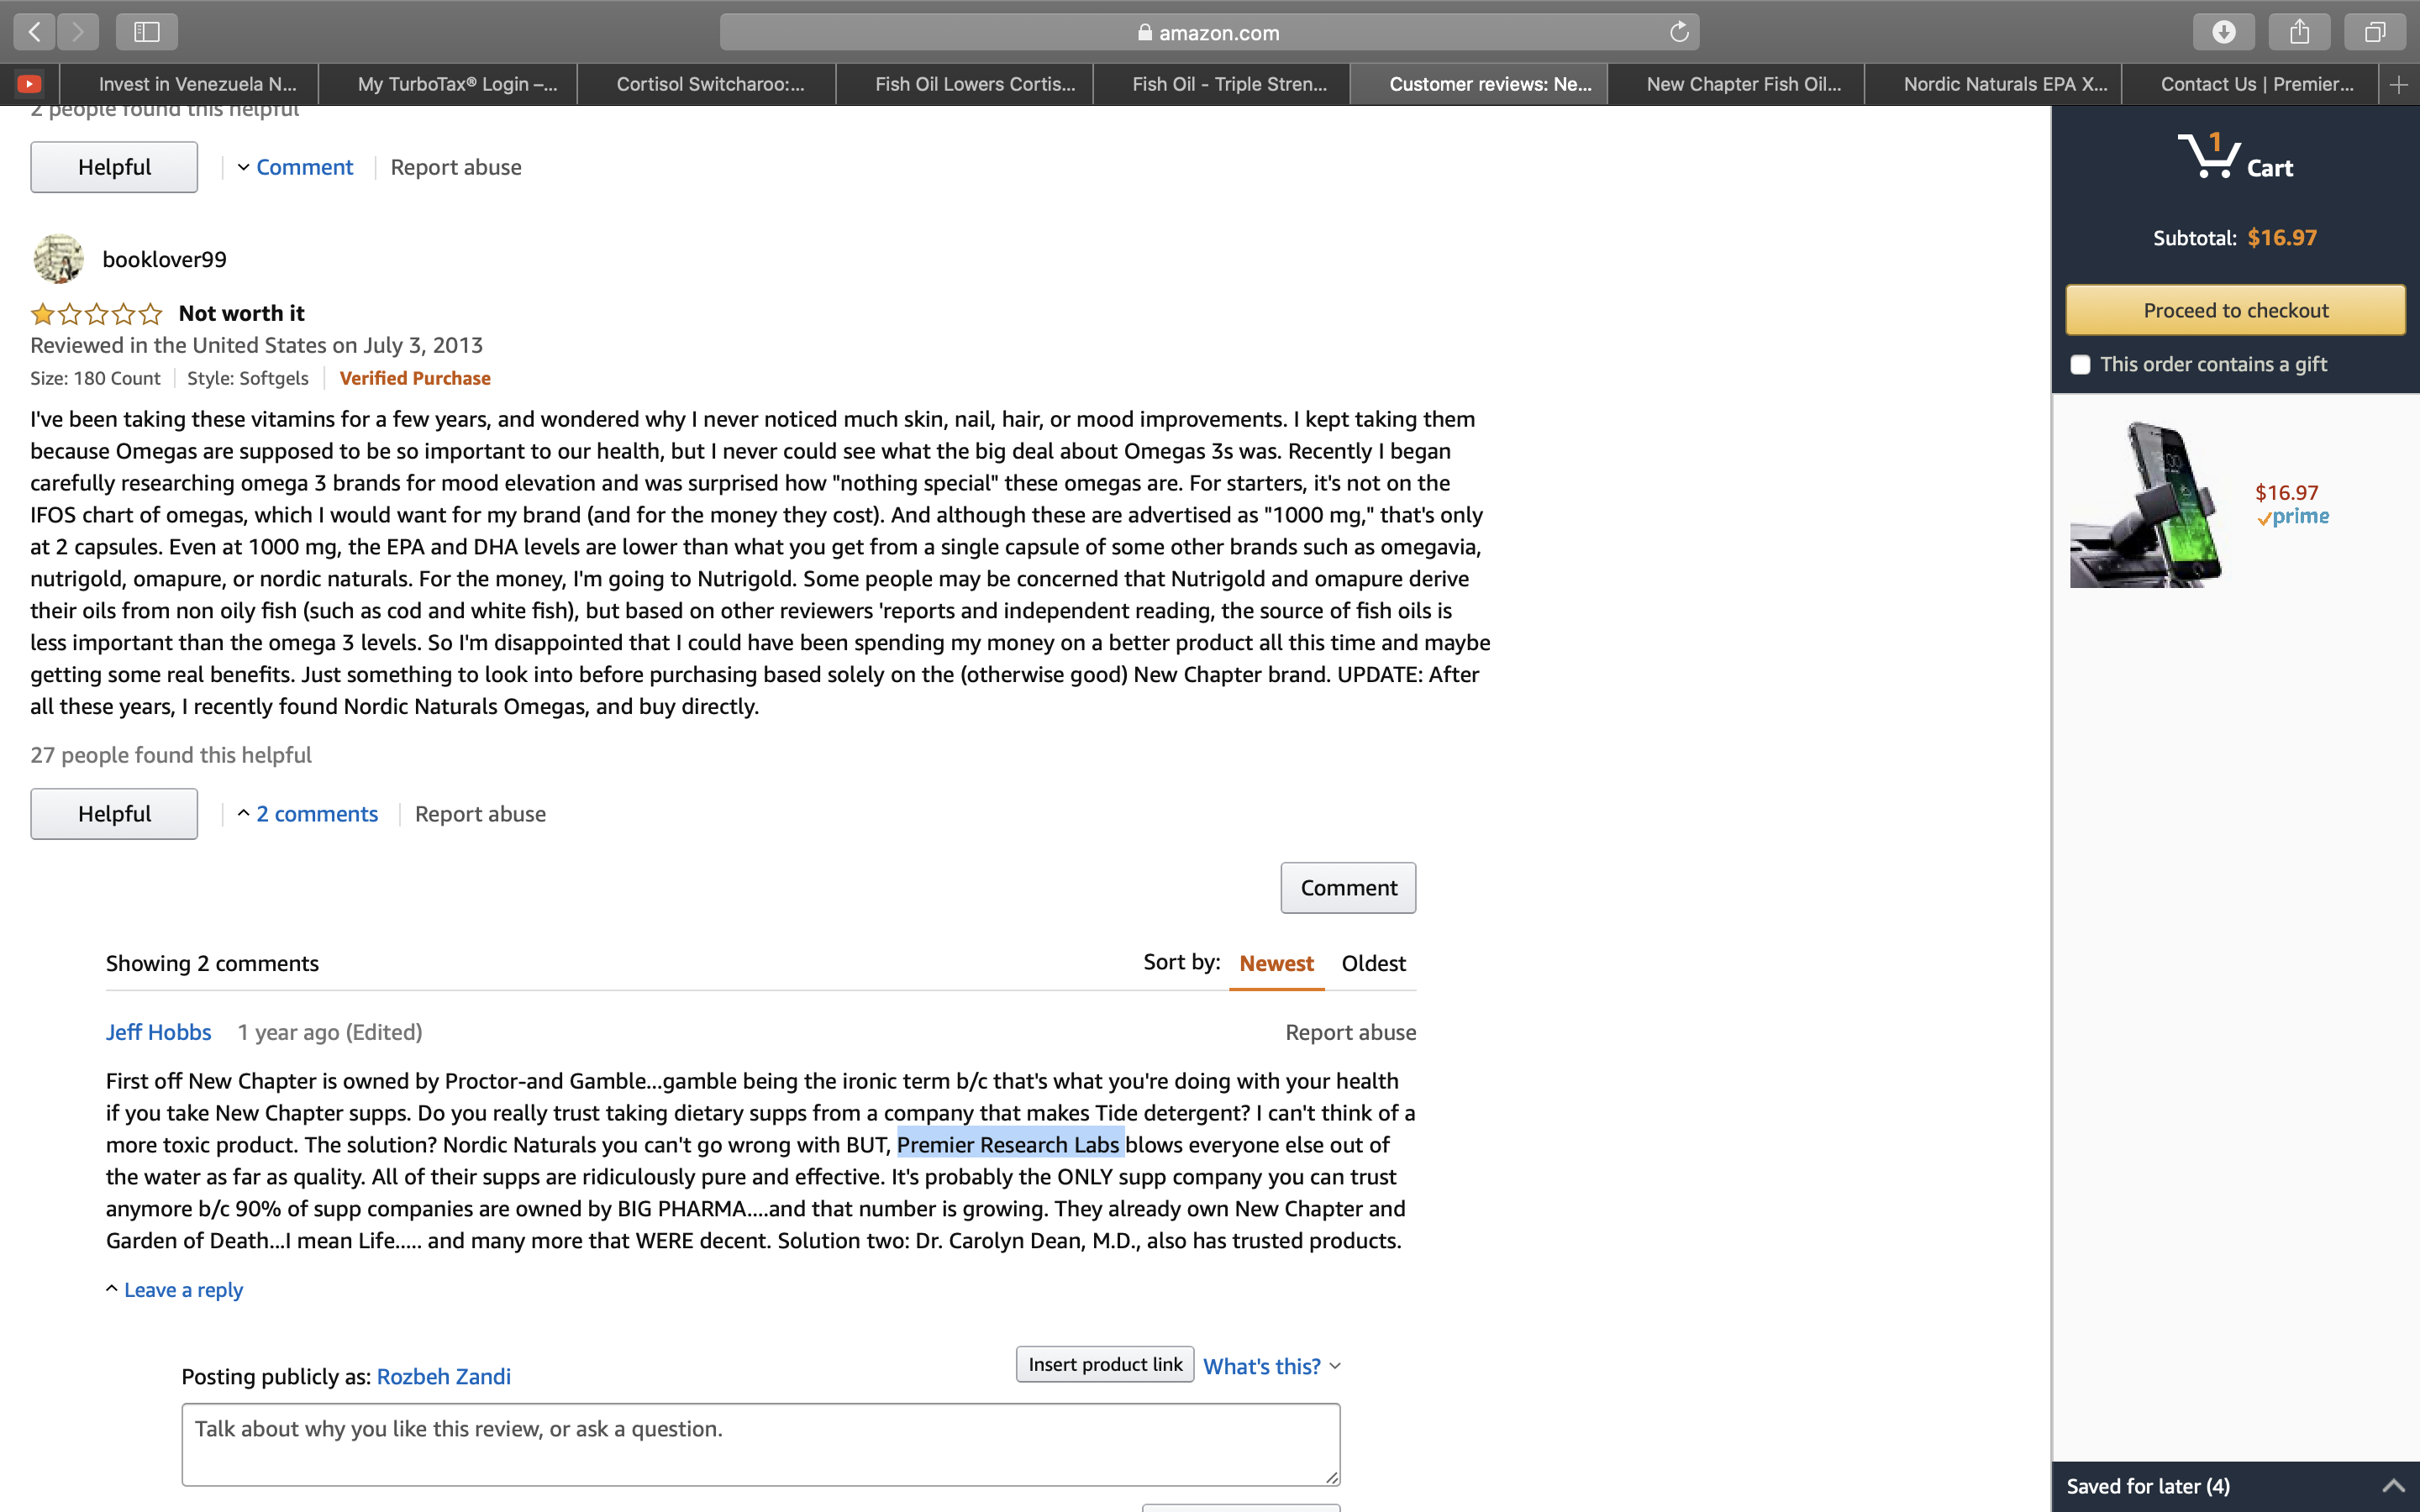 amazon.com
Invest in Venezuela N...
My TurboTax® Login –...
Cortisol Switcharoo:...
Fish Oil Lowers Cortis...
Fish Oil - Triple Stren...
Customer reviews: Ne...
New Chapter Fish Oil...
Nordic Naturals EPA X...
Contact Us | Premier...
2 people found this helpful
Helpful
Comment
Report abuse
booklover99
Not worth it
Reviewed in the United States on July 3, 2013
Size: 180 Count
Style: Softgels
Verified Purchase
I've been taking these vitamins for a few years, and wondered why I never noticed much skin, nail, hair, or mood improvements. I kept taking them
because Omegas are supposed to be so important to our health, but I never could see what the big deal about Omegas 3s was. Recently I began
carefully researching omega 3 brands for mood elevation and was surprised how "nothing special" these omegas are. For starters, it's not on the
IFOS chart of omegas, which I would want for my brand (and for the money they cost). And although these are advertised as "1000 mg," that's only
at 2 capsules. Even at 1000 mg, the EPA and DHA levels are lower than what you get from a single capsule of some other brands such as omegavia,
nutrigold, omapure, or nordic naturals. For the money, I'm going to Nutrigold. Some people may be concerned that Nutrigold and omapure derive
their oils from non oily fish (such as cod and white fish), but based on other reviewers 'reports and independent reading, the source of fish oils is
less important than the omega 3 levels. So I'm disappointed that I could have been spending my money on a better product all this time and maybe
getting some real benefits. Just something to look into before purchasing based solely on the (otherwise good) New Chapter brand. UPDATE: After
all these years, I recently found Nordic Naturals Omegas, and buy directly.
27 people found this helpful
Helpful
2 comments
Report abuse
Comment
Showing 2 comments
Sort by:
Newest
Oldest
Jeff Hobbs
1 year ago (Edited)
Report abuse
First off New Chapter is owned by Proctor-and Gamble...gamble being the ironic term b/c that's what you're doing with your health
if you take New Chapter supps. Do you really trust taking dietary supps from a company that makes Tide detergent? I can't think of a
more toxic product. The solution? Nordic Naturals you can't go wrong with BUT, Premier Research Labs blows everyone else out of
the water as far as quality. All of their supps are ridiculously pure and effective. It's probably the ONLY supp company you can trust
anymore b/c 90% of supp companies are owned by BIG PHARMA....and that number is growing. They already own New Chapter and
Garden of Death...I mean Life..... and many more that WERE decent. Solution two: Dr. Carolyn Dean, M.D., also has trusted products.
Leave a reply
Posting publicly as: Rozbeh Zandi
Insert product link
What's this?
Talk about why you like this review, or ask a question.
1
Cart
Subtotal: $16.97
Proceed to checkout
This order contains a gift
$16.97
prime
Saved for later (4)